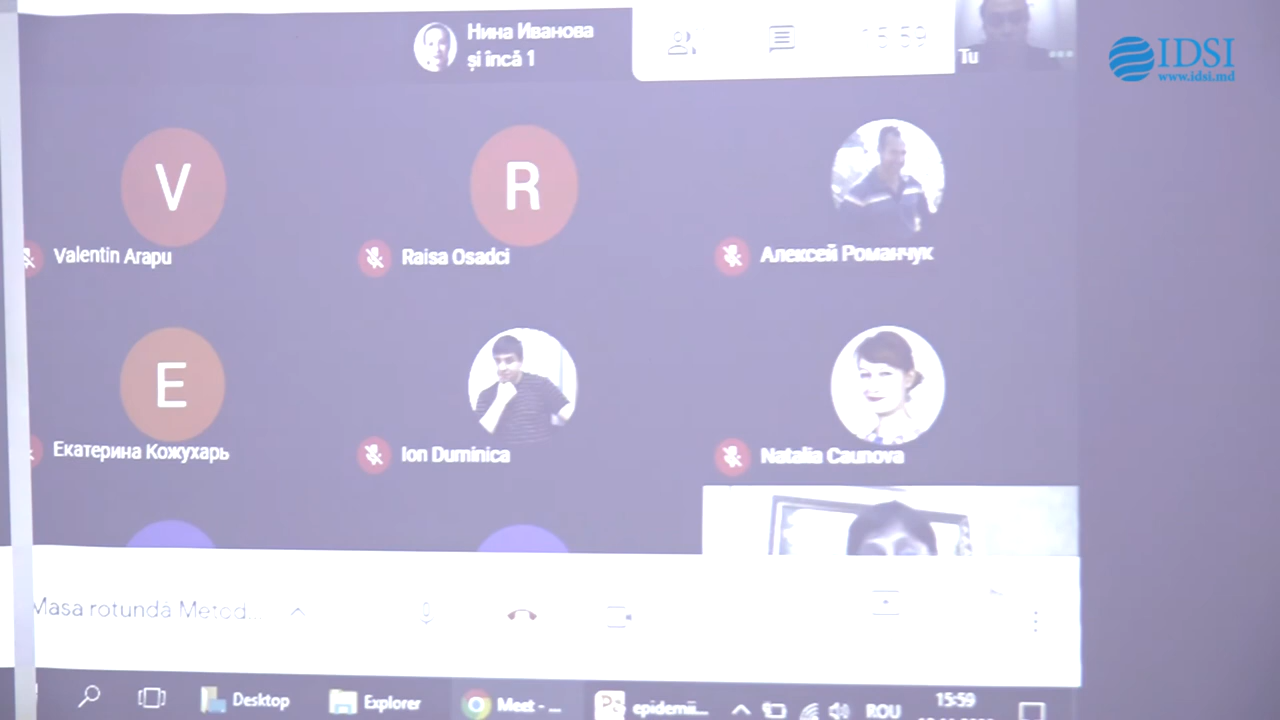 Нина Иванова
și încă 1
15:59
Tu
IDSI
www.idsi.md
V
R
Valentin Arapu
Raisa Osadci
Алексей Романчук
E
Екатерина Кожухарь
Ion Duminica
Natalia Caunova
Masa rotundă Metod...
Desktop
Explorer
Meet - ...
epidemii...
ROU
15:59